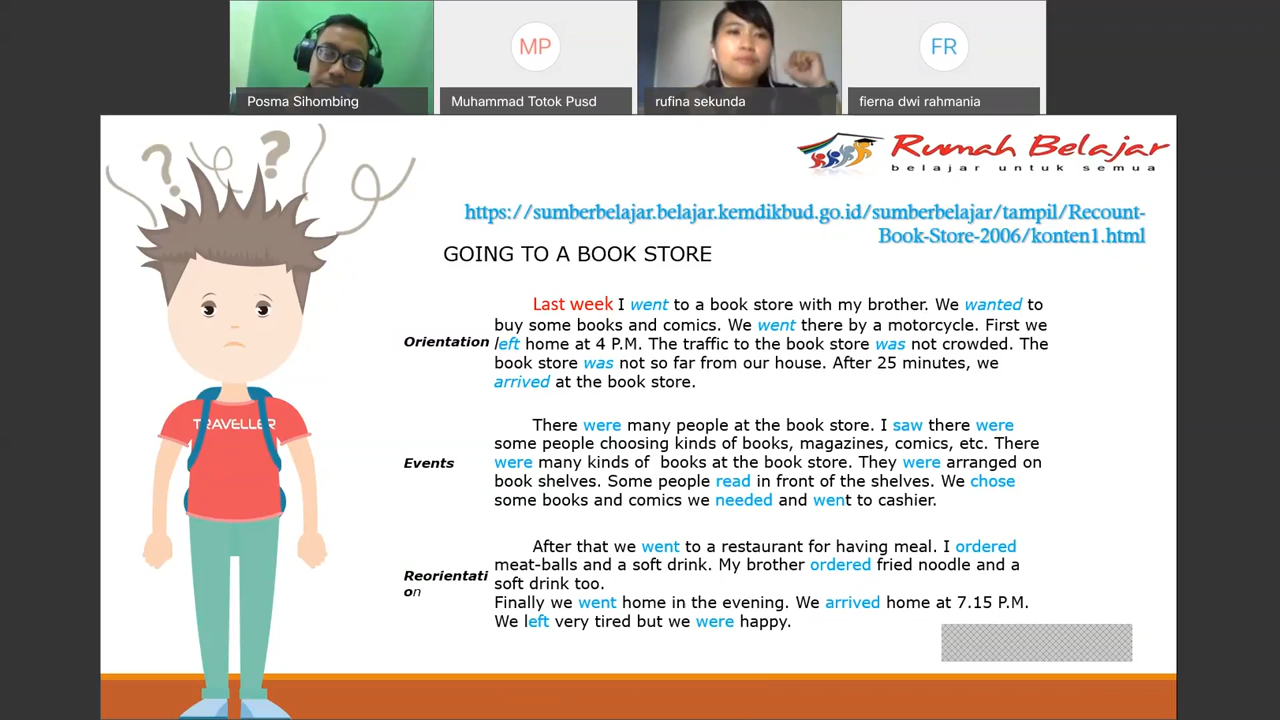 MP
FR
Posma Sihombing
Muhammad Totok Pusd
rufina sekunda
fierna dwi rahmania
Rumah Belajar
belajar untuk semua
https://sumberbelajar.belajar.kemdikbud.go.id/sumberbelajar/tampil/Recount-
Book-Store-2006/konten1.html
GOING TO A BOOK STORE
? ?
TRAVELLER
Orientation
Last week I went to a book store with my brother. We wanted to
buy some books and comics. We went there by a motorcycle. First we
left home at 4 P.M. The traffic to the book store was not crowded. The
book store was not so far from our house. After 25 minutes, we
arrived at the book store.
Events
There were many people at the book store. I saw there were
some people choosing kinds of books, magazines, comics, etc. There
were many kinds of books at the book store. They were arranged on
book shelves. Some people read in front of the shelves. We chose
some books and comics we needed and went to cashier.
Reorientati
on
After that we went to a restaurant for having meal. I ordered
meat-balls and a soft drink. My brother ordered fried noodle and a
soft drink too.
Finally we went home in the evening. We arrived home at 7.15 P.M.
We left very tired but we were happy.